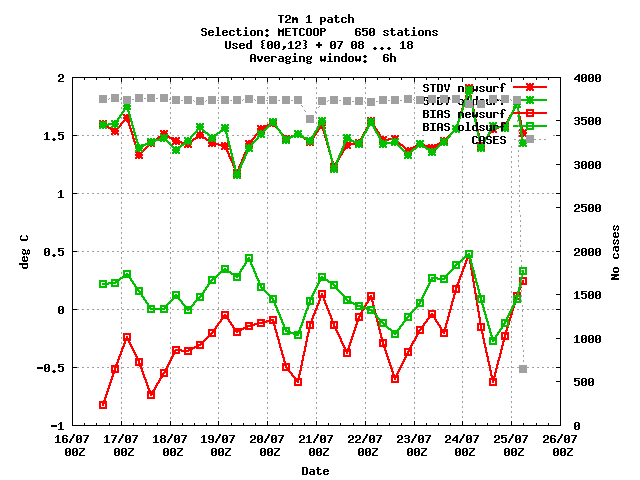 T2m 1 patch
Selection: METCOOP 650 stations
Used {00,12} + 07 08 ... 18
Averaging window: 6h
STDV newsurf
STDV oldsurf
BIAS newsurf
BIAS oldsurf
CASES
2
1.5
1
0.5
0
-0.5
-1
deg C
4000
3500
3000
2500
2000
1500
1000
500
0
No cases
16/07 17/07 18/07 19/07 20/07 21/07 22/07 23/07 24/07 25/07 26/07
00Z 00Z 00Z 00Z 00Z 00Z 00Z 00Z 00Z 00Z 00Z
Date